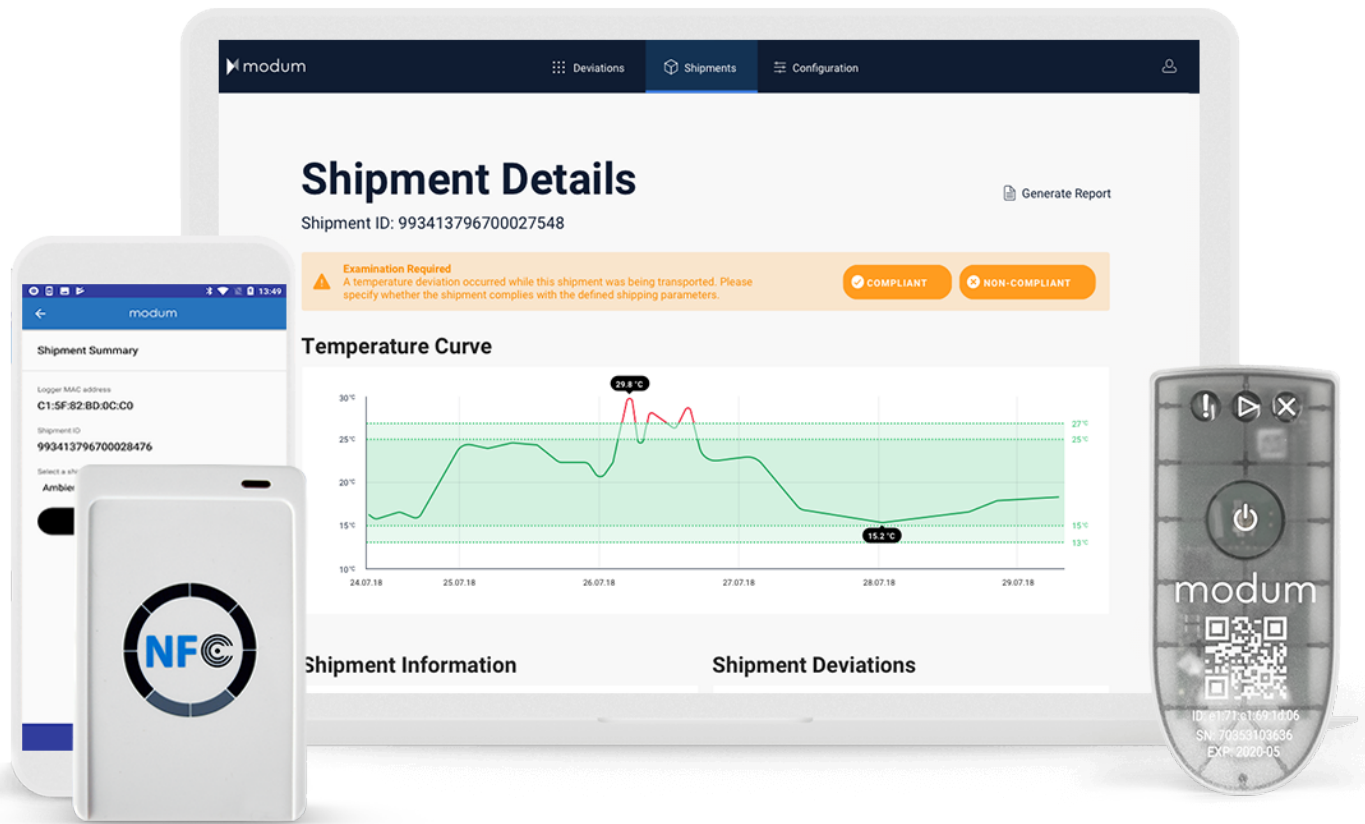 modum
Deviations
Shipments
Configuration
Shipment Details
Generate Report
Shipment ID: 993413796700027548
Examination Required
A temperature deviation occurred while this shipment was being transported. Please
specify whether the shipment complies with the defined shipping parameters.
COMPLIANT
NON-COMPLIANT
Temperature Curve
29.8 °C
30°C
25°C
20°C
15°C
10°C
27°C
25°C
15°C
13°C
15.2 °C
24.07.18
25.07.18
26.07.18
27.07.18
28.07.18
29.07.18
Shipment Information
Shipment Deviations
13:49
modum
Shipment Summary
Logger MAC address
C1:5F:82:BD:0C:C0
Shipment ID
993413796700028476
Select a
NFC
modum
ID: e1:71:c1:69:1d:06
SN: 70353103636
EXP: 2020-05